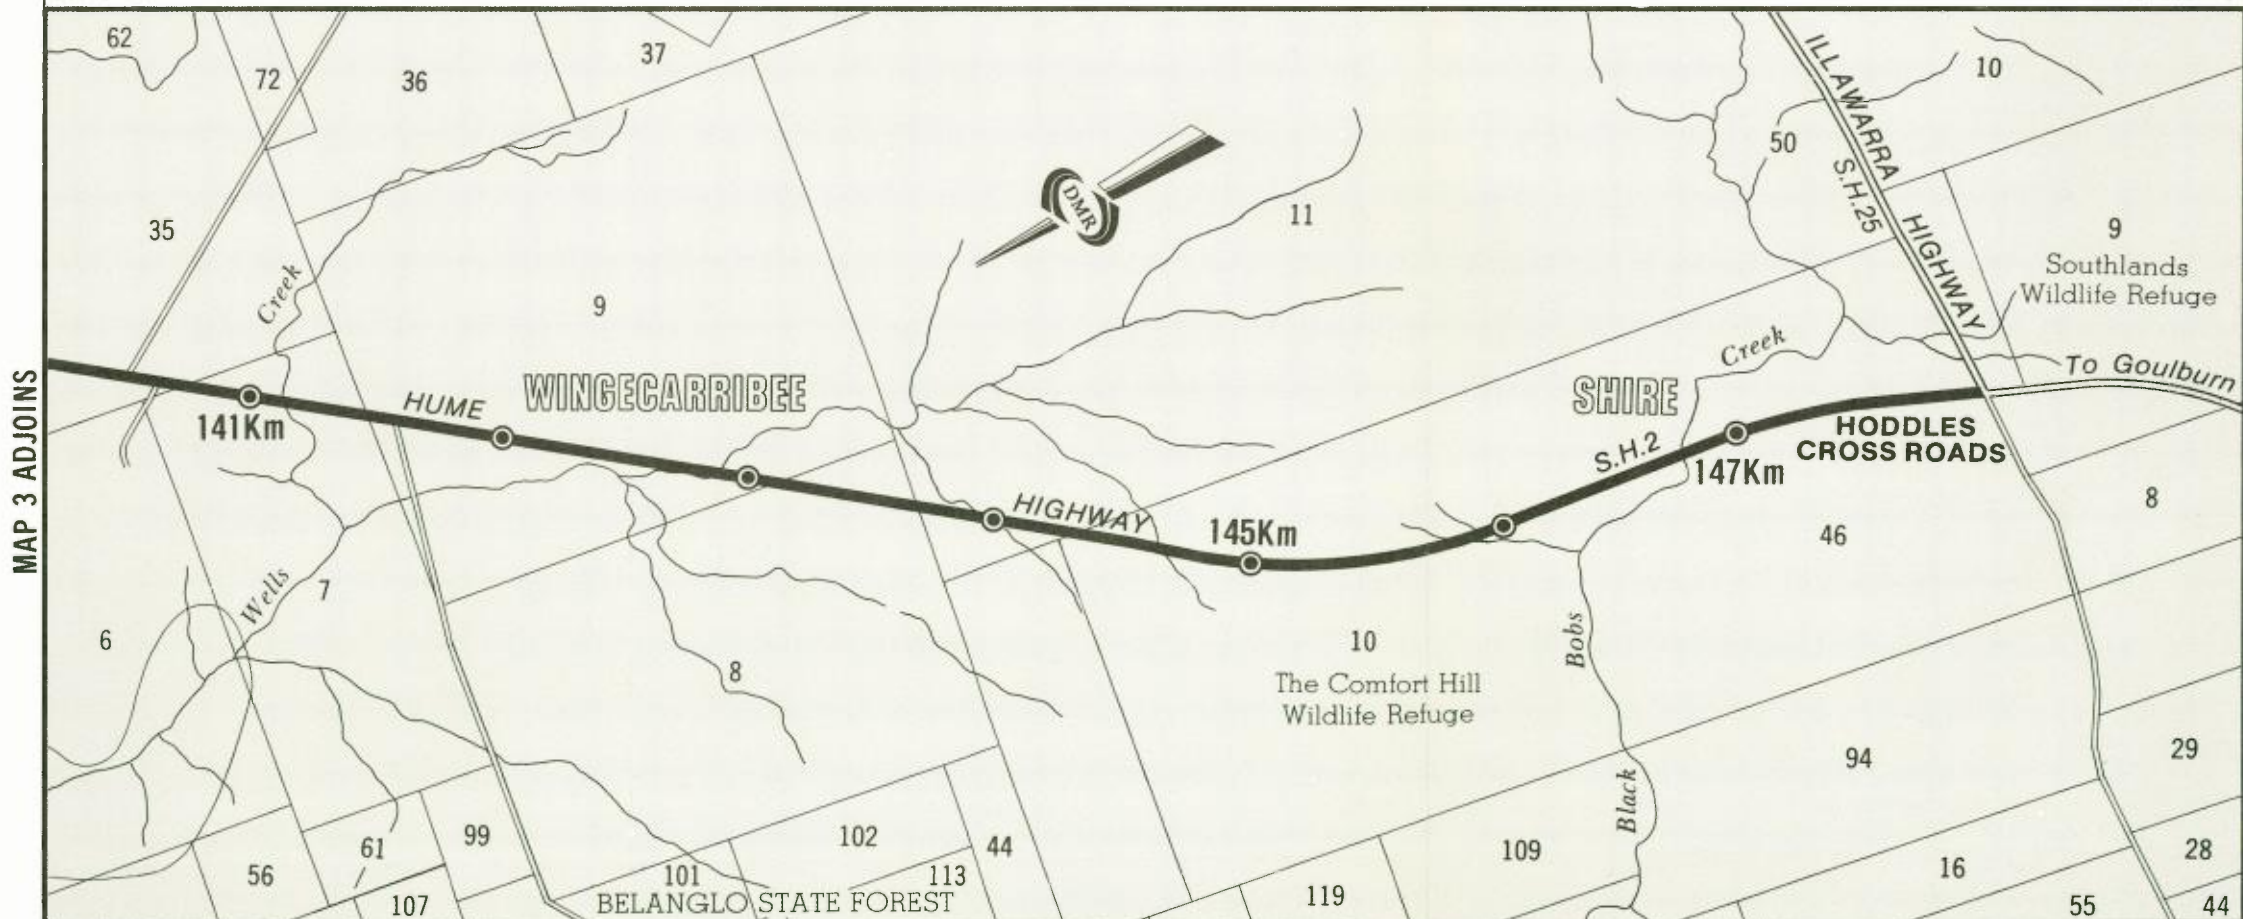 62
72
36
37
10
ILLAWARRA
HIGHWAY
S.H.25
50
35
DMR
11
9
Southlands
Wildlife Refuge
Creek
9
Creek
To Goulburn
MAP 3 ADJOINS
141Km
HUME
WINGECARRIBEE
SHIRE
S.H.2
HODDLES
CROSS ROADS
147Km
HIGHWAY
145Km
46
8
Wells
7
6
8
10
The Comfort Hill
Wildlife Refuge
Bobs
Black
94
29
56
61
99
107
101
102
113
44
BELANGLO STATE FOREST
119
109
16
55
28
44